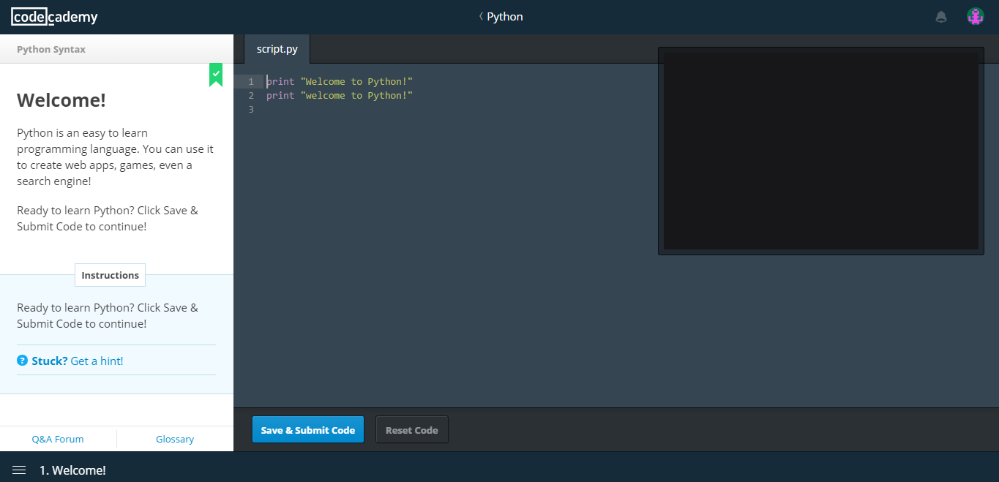 codecademy
Python
Python Syntax
Welcome!
Python is an easy to learn
programming language. You can use it
to create web apps, games, even a
search engine!
Ready to learn Python? Click Save &
Submit Code to continue!
Instructions
Ready to learn Python? Click Save &
Submit Code to continue!
? Stuck? Get a hint!
Q&A Forum
Glossary
script.py
1 print "Welcome to Python!"
2 print "welcome to Python!"
3
Save & Submit Code
Reset Code
1. Welcome!